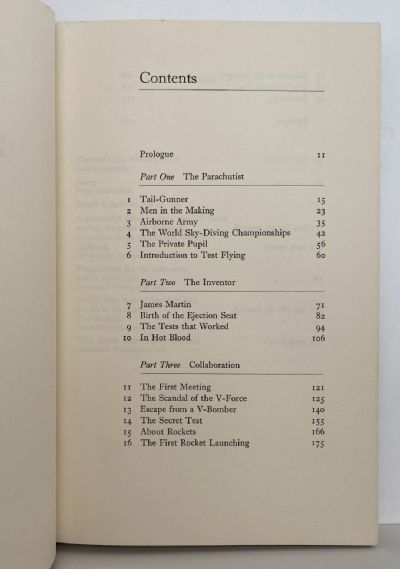 Contents
Prologue 11
Part One The Parachutist
1 Tail-Gunner 15
2 Men in the Making 23
3 Airborne Army 35
4 The World Sky-Diving Championships 42
5 The Private Pupil 56
6 Introduction to Test Flying 60
Part Two The Inventor
7 James Martin 71
8 Birth of the Ejection Seat 82
9 The Tests that Worked 94
10 In Hot Blood 106
Part Three Collaboration
11 The First Meeting 121
12 The Scandal of the V-Force 125
13 Escape from a V-Bomber 140
14 The Secret Test 155
15 About Rockets 166
16 The First Rocket Launching 175